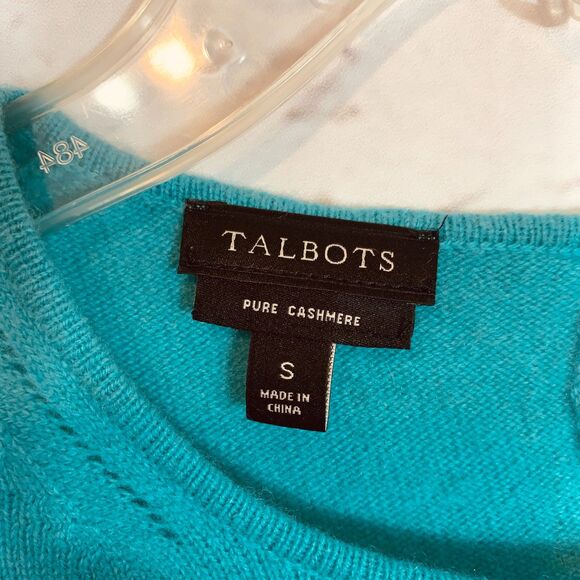 484
TALBOTS
PURE CASHMERE
S
MADE IN
CHINA